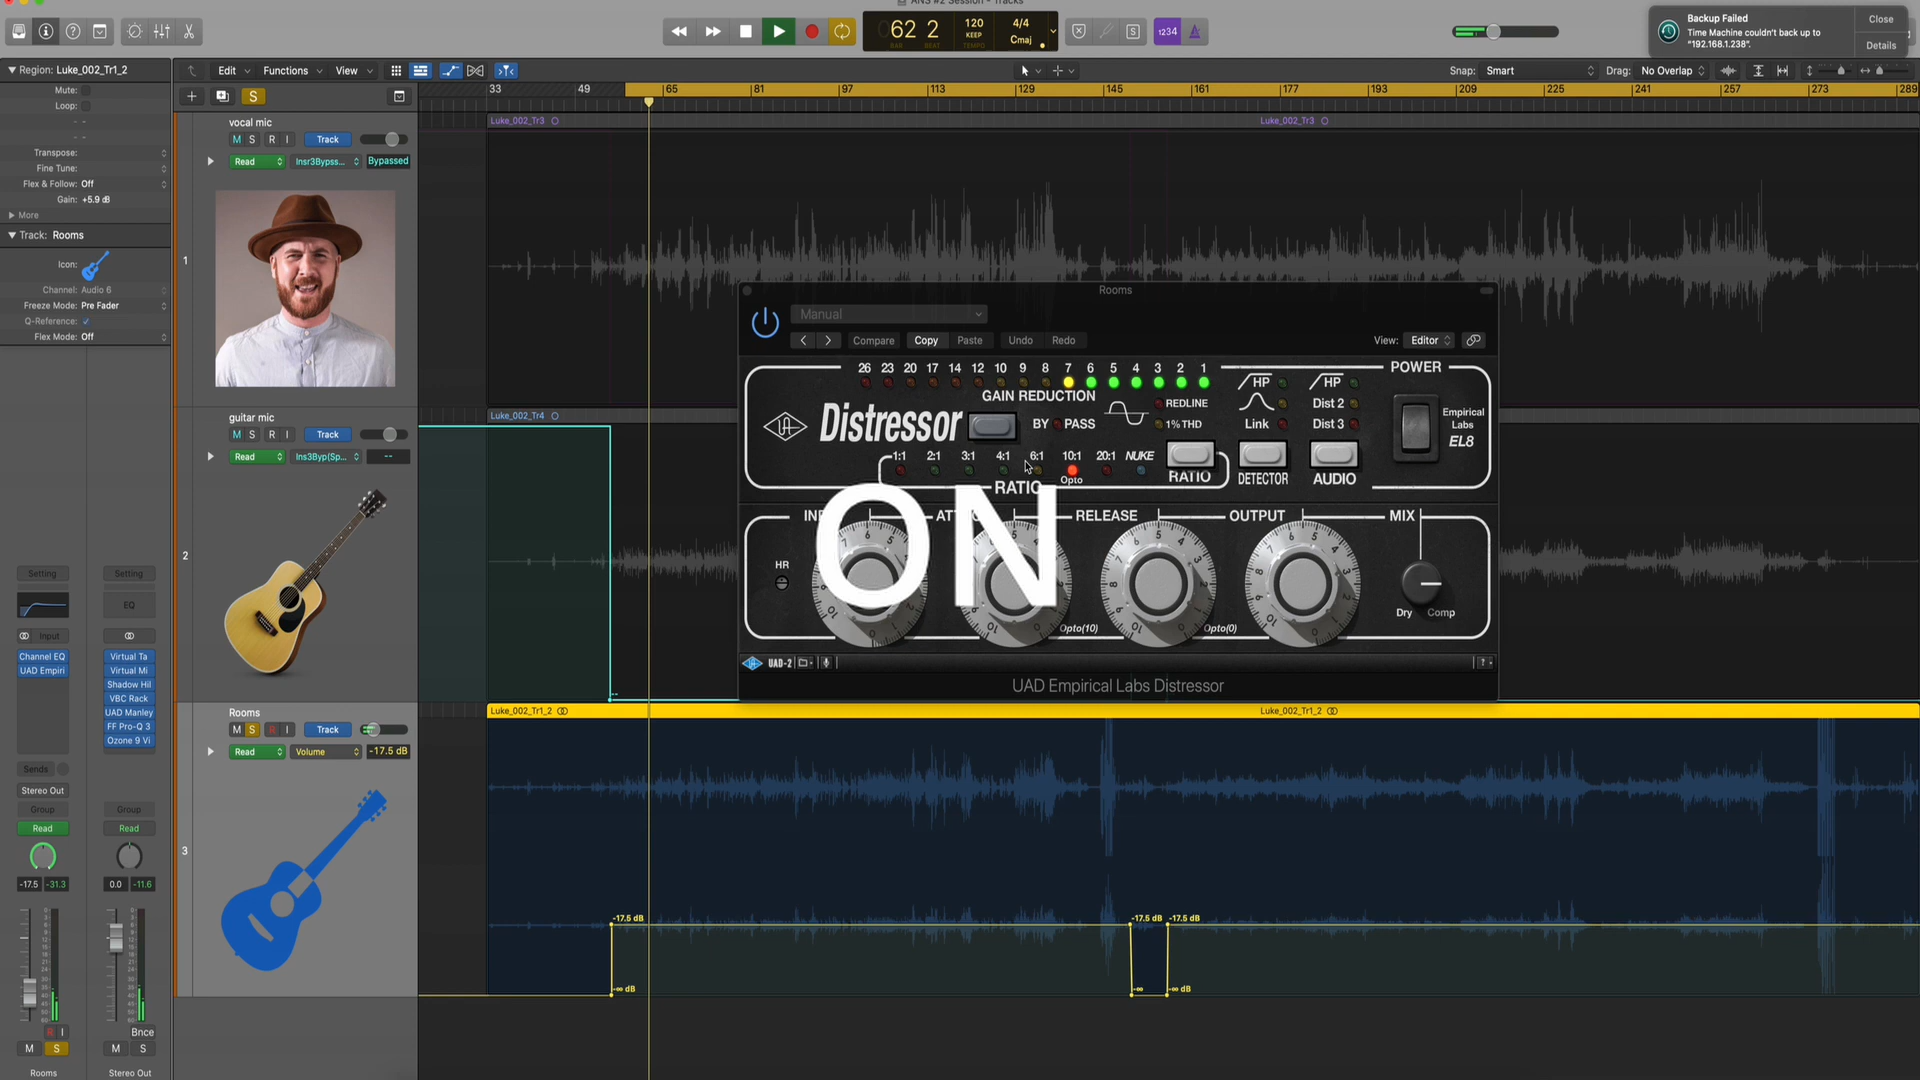 ANS #2 Session - Tracks
62 2
BAR BEAT
120
KEEP
TEMPO
4/4
Cmaj
S
1234
Backup Failed
Time Machine couldn't back up to
"192.168.1.238".
Close
Details
Region: Luke_002_Tr1_2
Mute:
Loop:
Transpose:
Fine Tune:
Flex & Follow: Off
Gain: +5.9 dB
More
Track: Rooms
Icon:
Channel: Audio 6
Freeze Mode: Pre Fader
Q-Reference:
Flex Mode: Off
Edit Functions View
Snap: Smart
Drag: No Overlap
S
33 49 65 81 97 113 129 145 161 177 193 209 225 241 257 273 289
vocal mic
M S R I Track
Read Insr3Bypss... Bypassed
1
Luke_002_Tr3
Luke_002_Tr3
guitar mic
M S R I Track
Read Ins3Byp(Sp... --
2
Luke_002_Tr4
Rooms
M S R I Track
Read Volume -17.5 dB
3
Luke_002_Tr1_2
Luke_002_Tr1_2
-17.5 dB
-17.5 dB
-17.5 dB
-∞ dB
-∞
-∞ dB
Rooms
Manual
Compare Copy Paste Undo Redo
View: Editor
26 23 20 17 14 12 10 9 8 7 6 5 4 3 2 1
GAIN REDUCTION
UA
Distressor
BY PASS
REDLINE
1% THD
HP
Link
HP
Dist 2
Dist 3
POWER
Empirical
Labs
EL8
1:1 2:1 3:1 4:1 6:1 10:1 20:1 NUKE
Opto
RATIO
RATIO
DETECTOR
AUDIO
ON
RELEASE
OUTPUT
MIX
HR
Opto(10)
Opto(0)
Dry Comp
UAD-2
UAD Empirical Labs Distressor
Setting Setting
EQ
Input
Channel EQ
UAD Empiri
Virtual Ta
Virtual Mi
Shadow Hil
VBC Rack
UAD Manley
FF Pro-Q 3
Ozone 9 Vi
Sends
Stereo Out
Group Group
Read Read
-17.5 -31.3 0.0 -11.6
R I Bnce
M S M S
Rooms Stereo Out